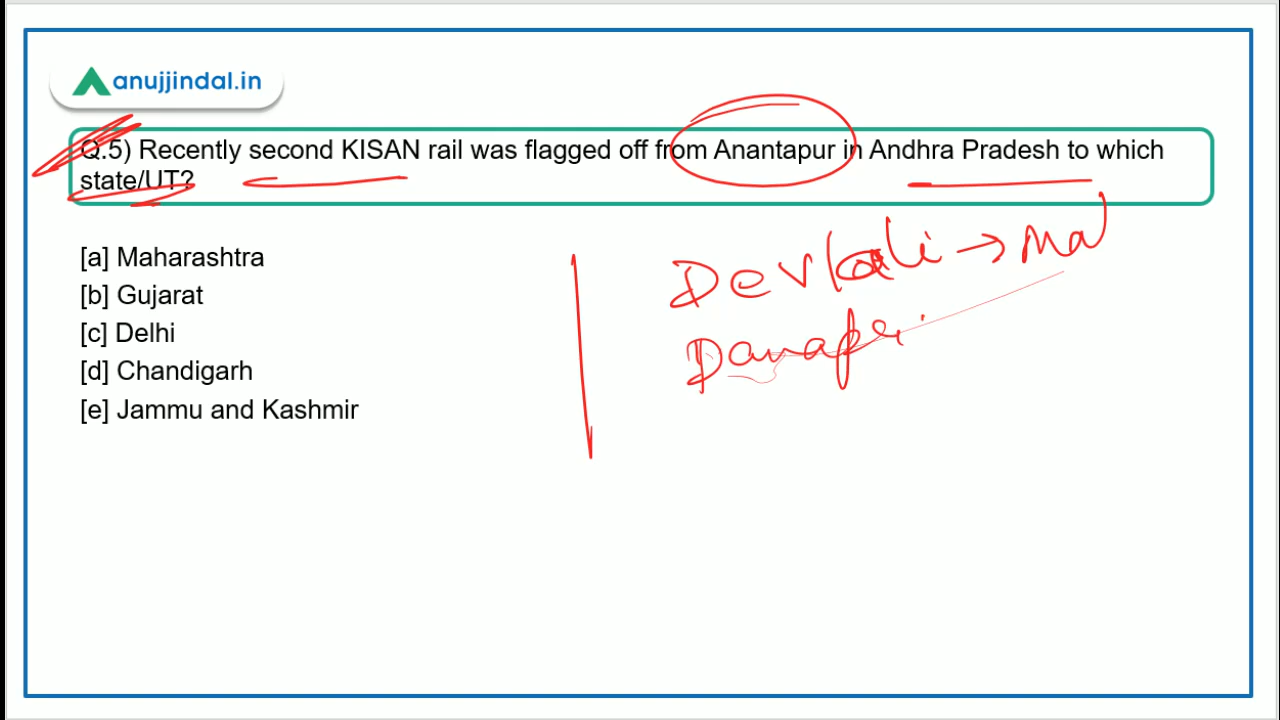 anujjindal.in
Q.5) Recently second KISAN rail was flagged off from Anantapur in Andhra Pradesh to which
state/UT?
[a] Maharashtra
[b] Gujarat
[c] Delhi
[d] Chandigarh
[e] Jammu and Kashmir
Devlali → Mah